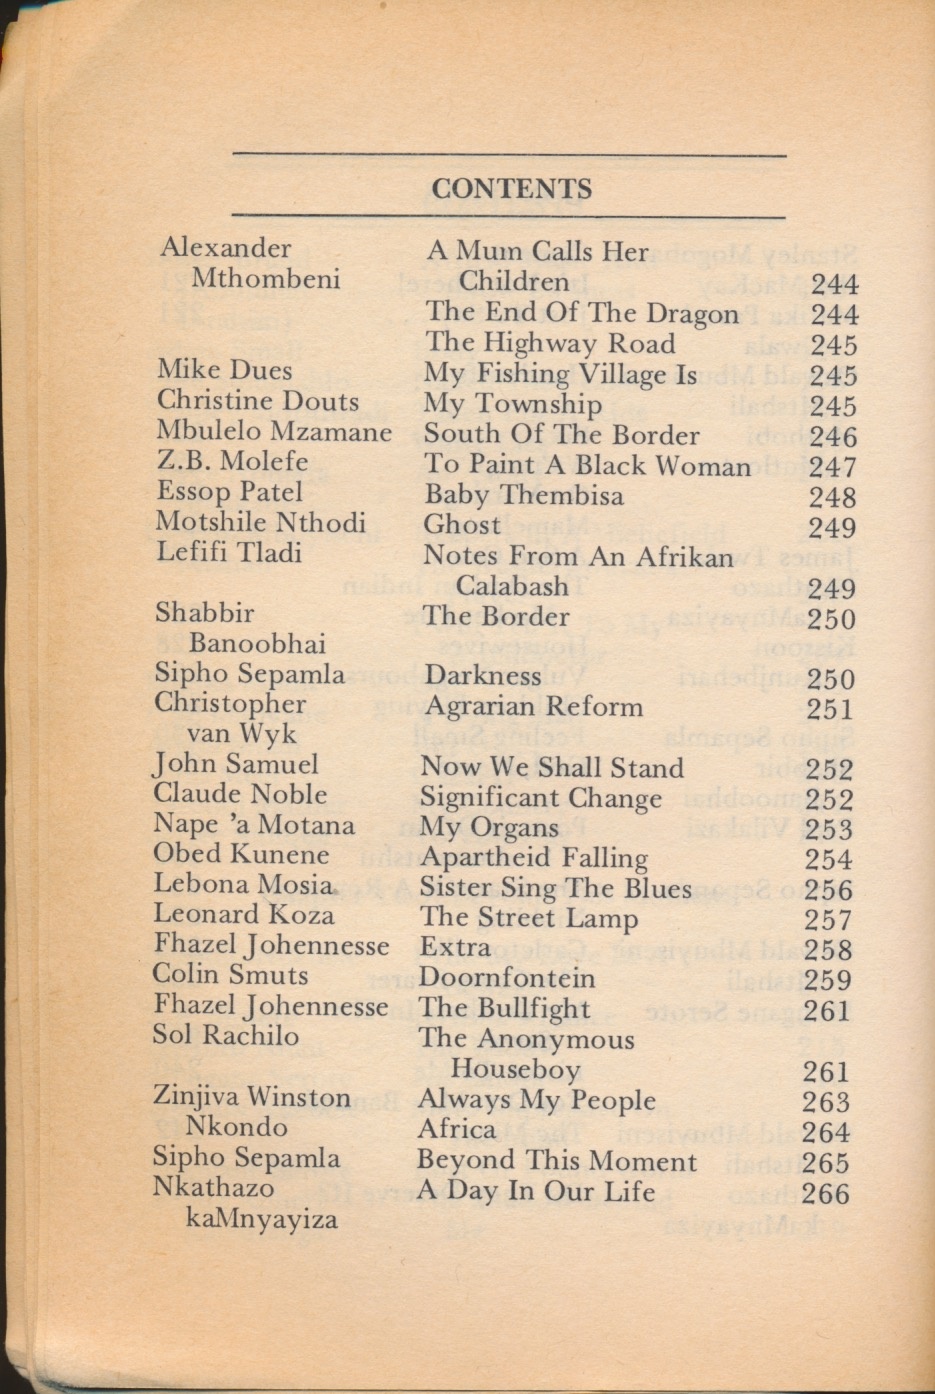 CONTENTS
Alexander A Mum Calls Her
Mthombeni Children 244
The End Of The Dragon 244
The Highway Road 245
Mike Dues My Fishing Village Is 245
Christine Douts My Township 245
Mbulelo Mzamane South Of The Border 246
Z.B. Molefe To Paint A Black Woman 247
Essop Patel Baby Thembisa 248
Motshile Nthodi Ghost 249
Lefifi Tladi Notes From An Afrikan
Calabash 249
Shabbir The Border 250
Banoobhai
Sipho Sepamla Darkness 250
Christopher Agrarian Reform 251
van Wyk
John Samuel Now We Shall Stand 252
Claude Noble Significant Change 252
Nape 'a Motana My Organs 253
Obed Kunene Apartheid Falling 254
Lebona Mosia Sister Sing The Blues 256
Leonard Koza The Street Lamp 257
Fhazel Johennesse Extra 258
Colin Smuts Doornfontein 259
Fhazel Johennesse The Bullfight 261
Sol Rachilo The Anonymous
Houseboy 261
Zinjiva Winston Always My People 263
Nkondo Africa 264
Sipho Sepamla Beyond This Moment 265
Nkathazo A Day In Our Life 266
kaMnyayiza